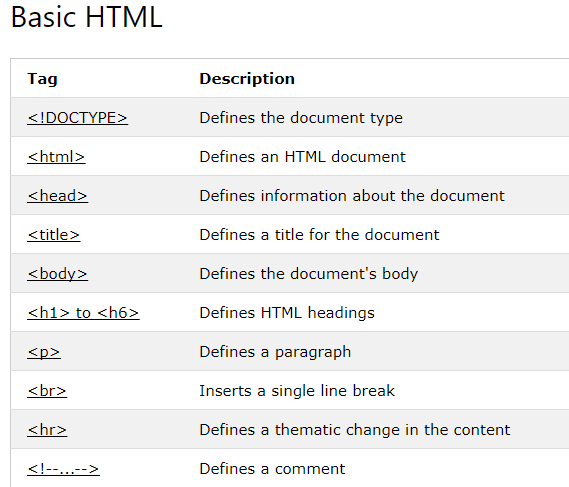 Basic HTML
Tag Description
<!DOCTYPE> Defines the document type
<html> Defines an HTML document
<head> Defines information about the document
<title> Defines a title for the document
<body> Defines the document's body
<h1> to <h6> Defines HTML headings
<p> Defines a paragraph
<br> Inserts a single line break
<hr> Defines a thematic change in the content
<!--...--> Defines a comment